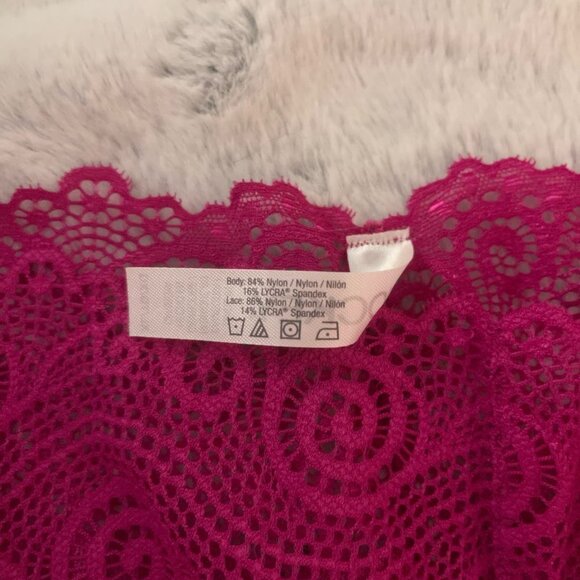 Body: 84% Nylon / Nylon / Nilón
16% LYCRA® Spandex
Lace: 86% Nylon / Nylon / Nilón
14% LYCRA® Spandex